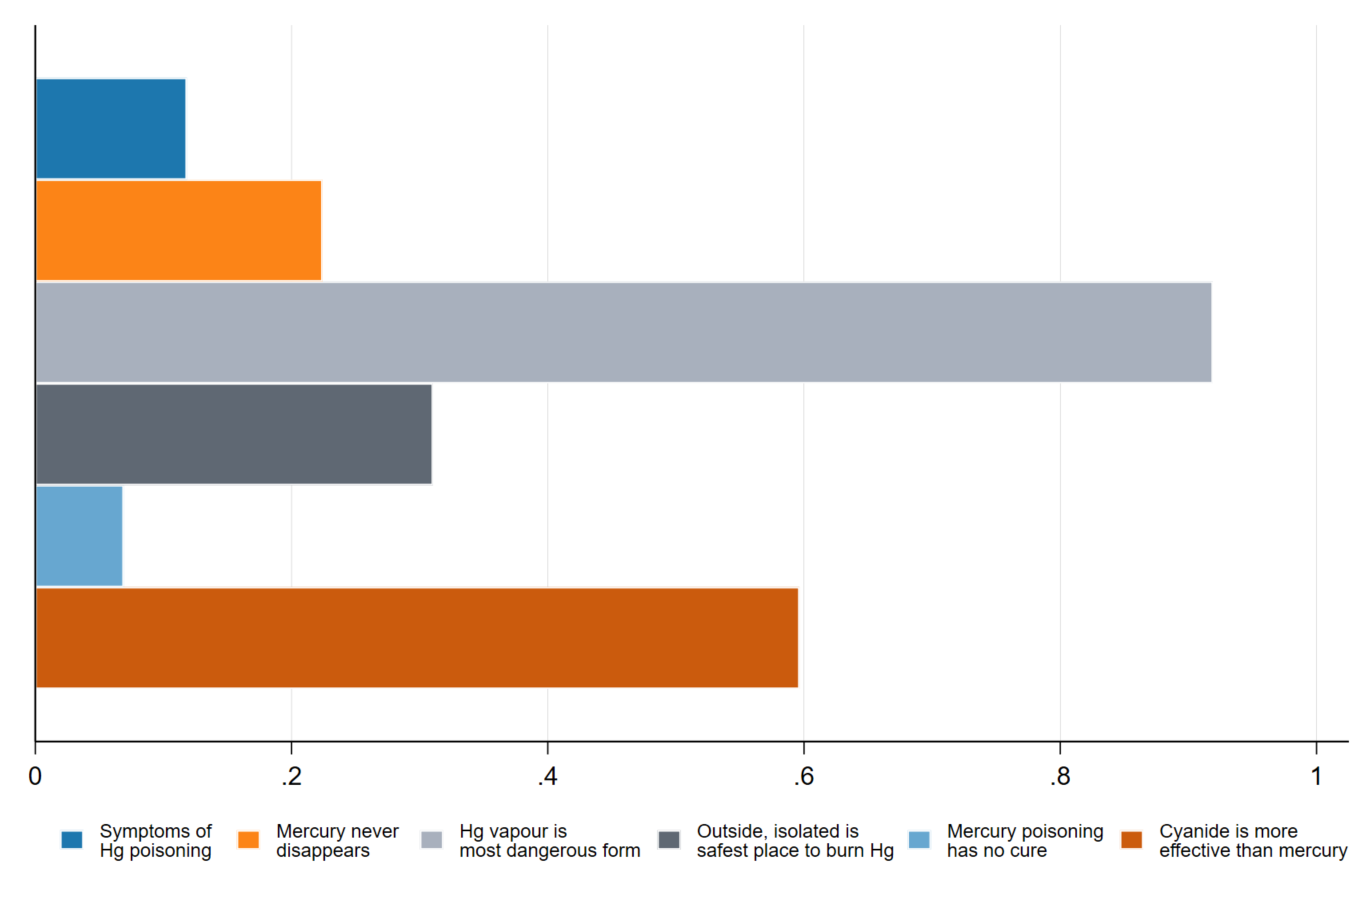 0 .2 .4 .6 .8 1
Symptoms of
Hg poisoning
Mercury never
disappears
Hg vapour is
most dangerous form
Outside, isolated is
safest place to burn Hg
Mercury poisoning
has no cure
Cyanide is more
effective than mercury